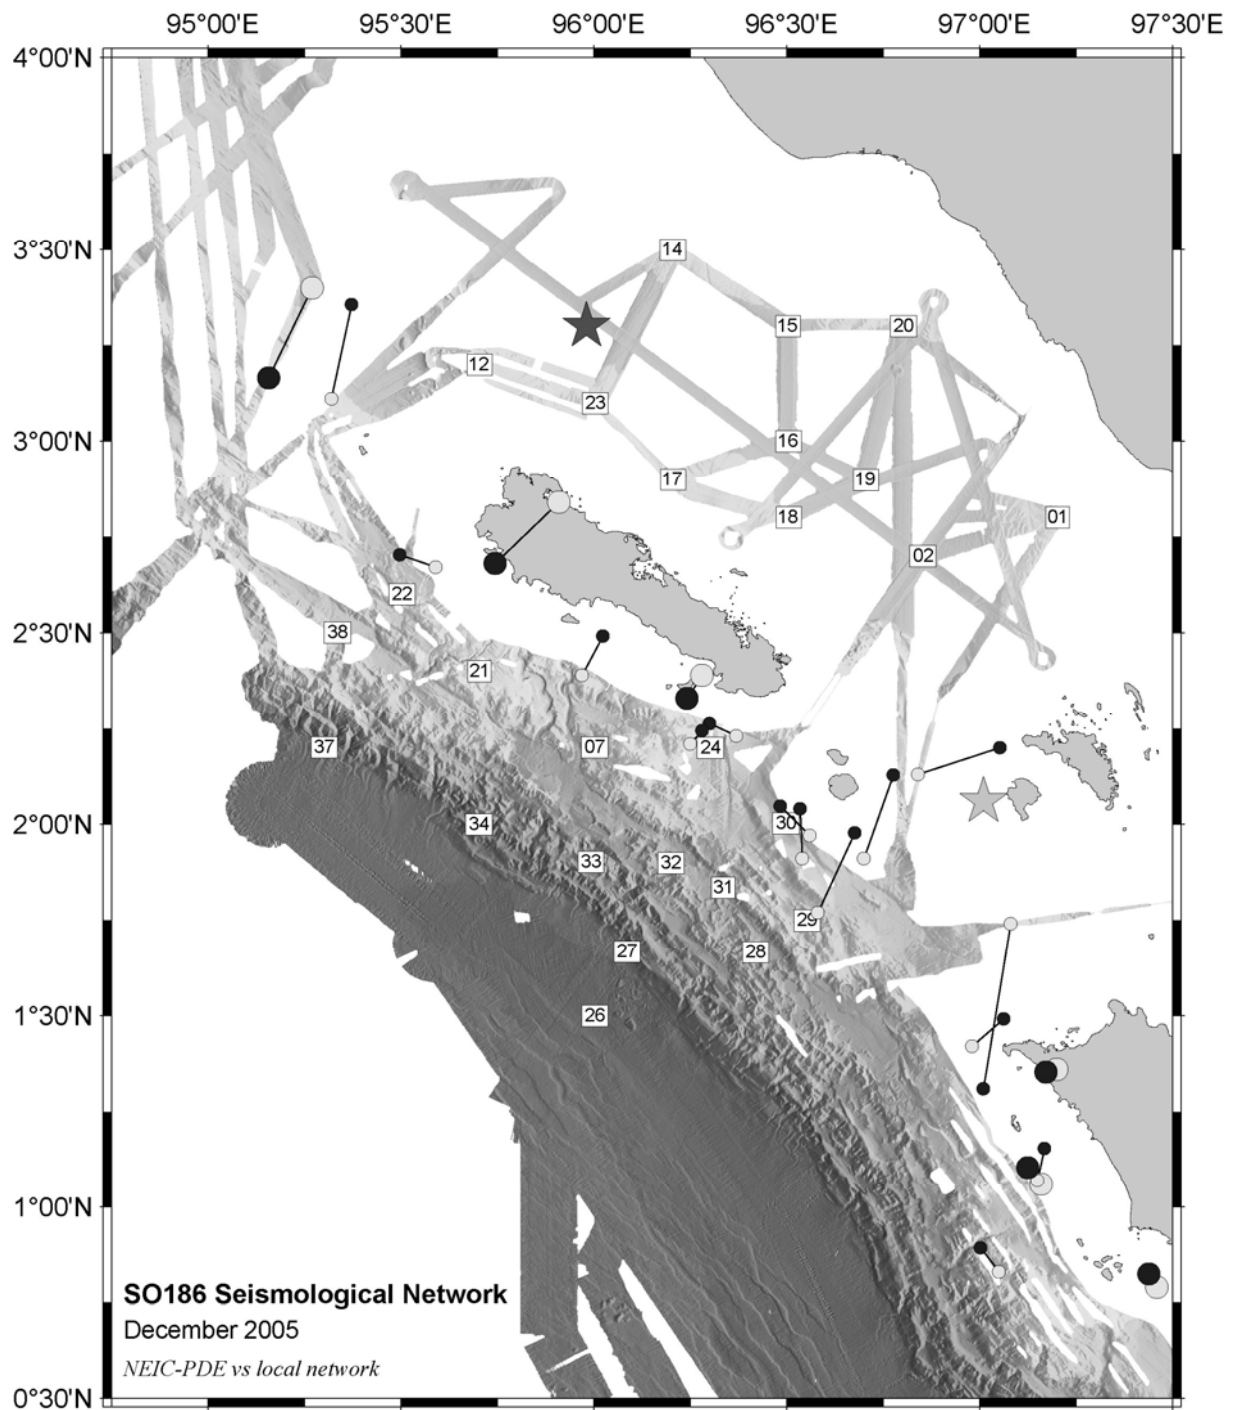 95°00'E 95°30'E 96°00'E 96°30'E 97°00'E 97°30'E
4°00'N
3°30'N
14
15
20
12
23
3°00'N
16
17
19
18
01
02
22
2°30'N
38
21
37
07
24
2°00'N
34
30
33
32
31
29
27
28
1°30'N
26
1°00'N
SO186 Seismological Network
December 2005
NEIC-PDE vs local network
0°30'N